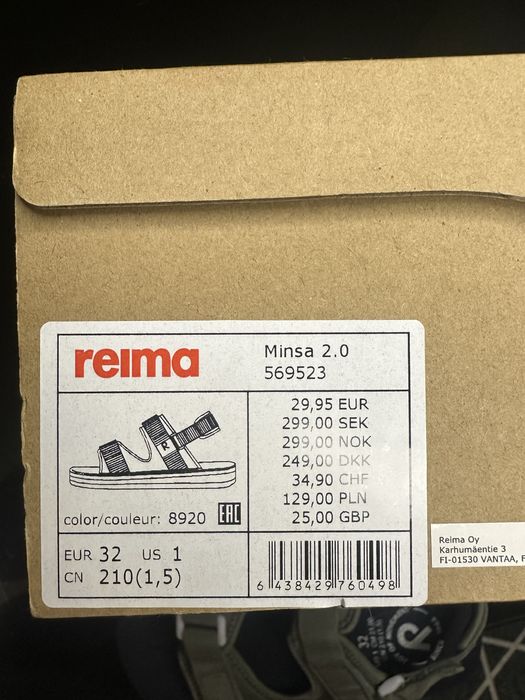 reima
Minsa 2.0
569523
29,95 EUR
299,00 SEK
299,00 NOK
249,00 DKK
34,90 CHF
129,00 PLN
25,00 GBP
R
color/couleur: 8920 EAC
EUR 32 US 1
CN 210(1,5)
6 438429 760498
Reima Oy
Karhumäentie 3
FI-01530 VANTAA, F